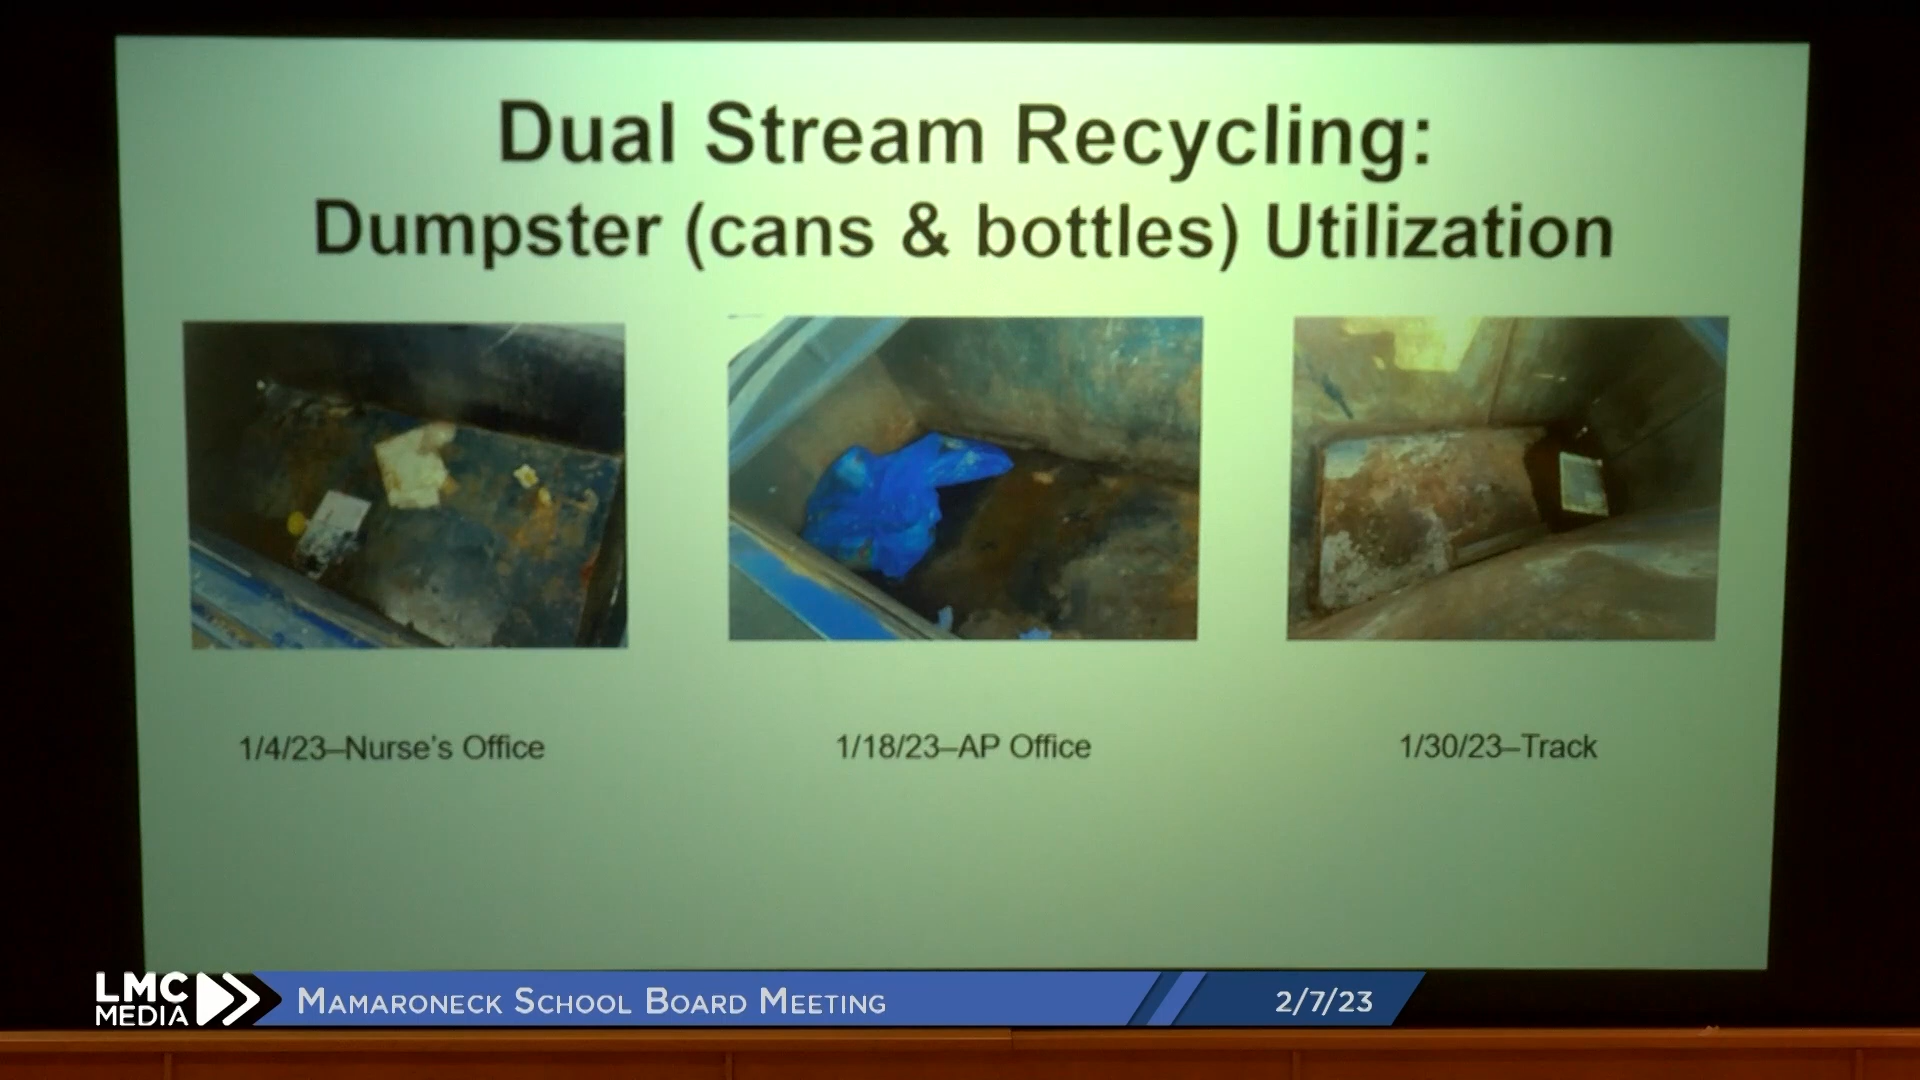 Dual Stream Recycling:
Dumpster (cans & bottles) Utilization
1/4/23–Nurse's Office
1/18/23–AP Office
1/30/23–Track
LMC
MEDIA
MAMARONECK SCHOOL BOARD MEETING
2/7/23